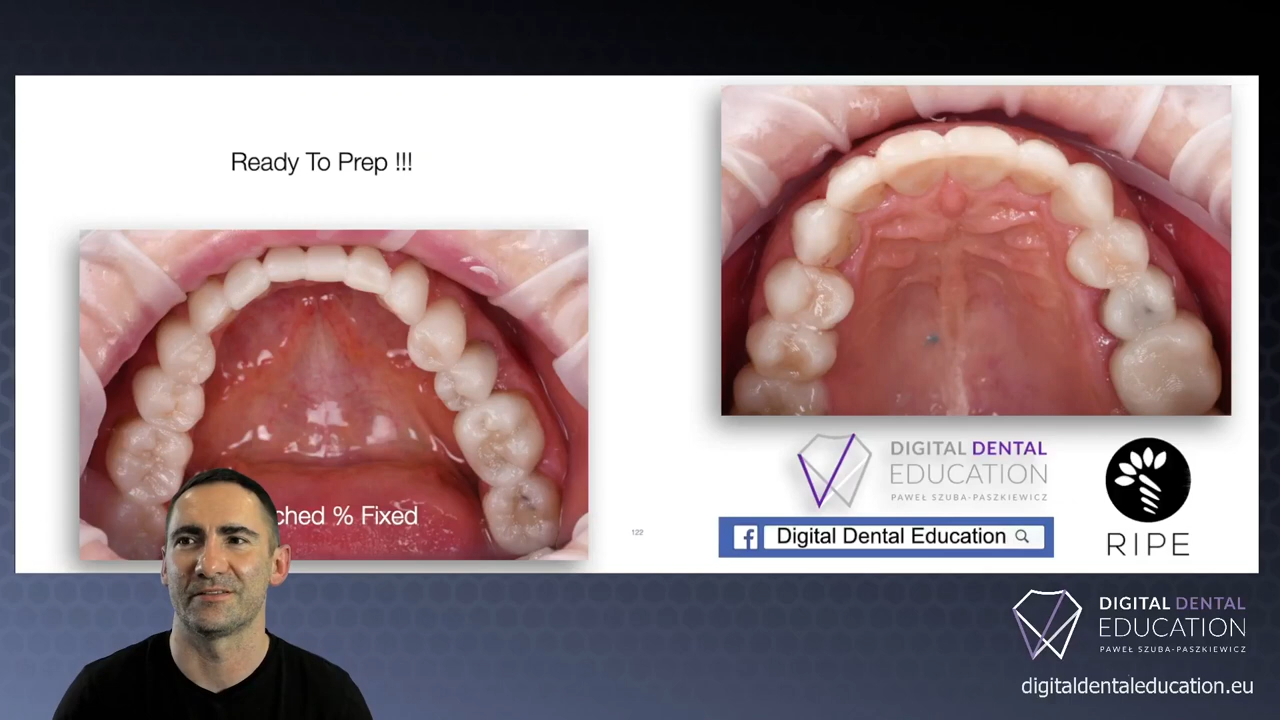 Ready To Prep !!!
ched % Fixed
122
DIGITAL DENTAL
EDUCATION
PAWEŁ SZUBA-PASZKIEWICZ
Digital Dental Education
RIPE
DIGITAL DENTAL
EDUCATION
PAWEŁ SZUBA-PASZKIEWICZ
digitaldentaleducation.eu